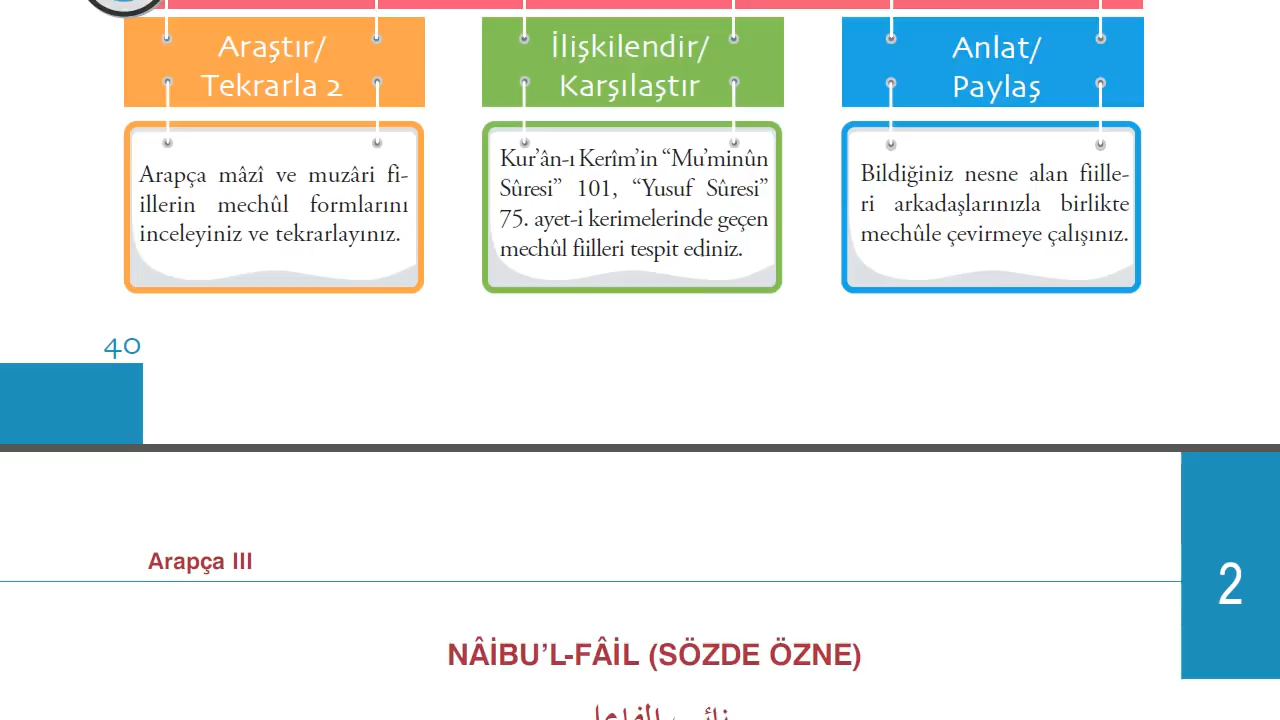 Araştır/
Tekrarla 2
Arapça mâzî ve muzâri fi-
illerin mechûl formlarını
inceleyiniz ve tekrarlayınız.
İlişkilendir/
Karşılaştır
Kur’ân-ı Kerîm’in “Mu’minûn
Sûresi” 101, “Yusuf Sûresi”
75. ayet-i kerimelerinde geçen
mechûl fiilleri tespit ediniz.
Anlat/
Paylaş
Bildiğiniz nesne alan fiille-
ri arkadaşlarınızla birlikte
mechûle çevirmeye çalışınız.
40
Arapça III
2
NÂİBU’L-FÂİL (SÖZDE ÖZNE)
نائب الفاعل